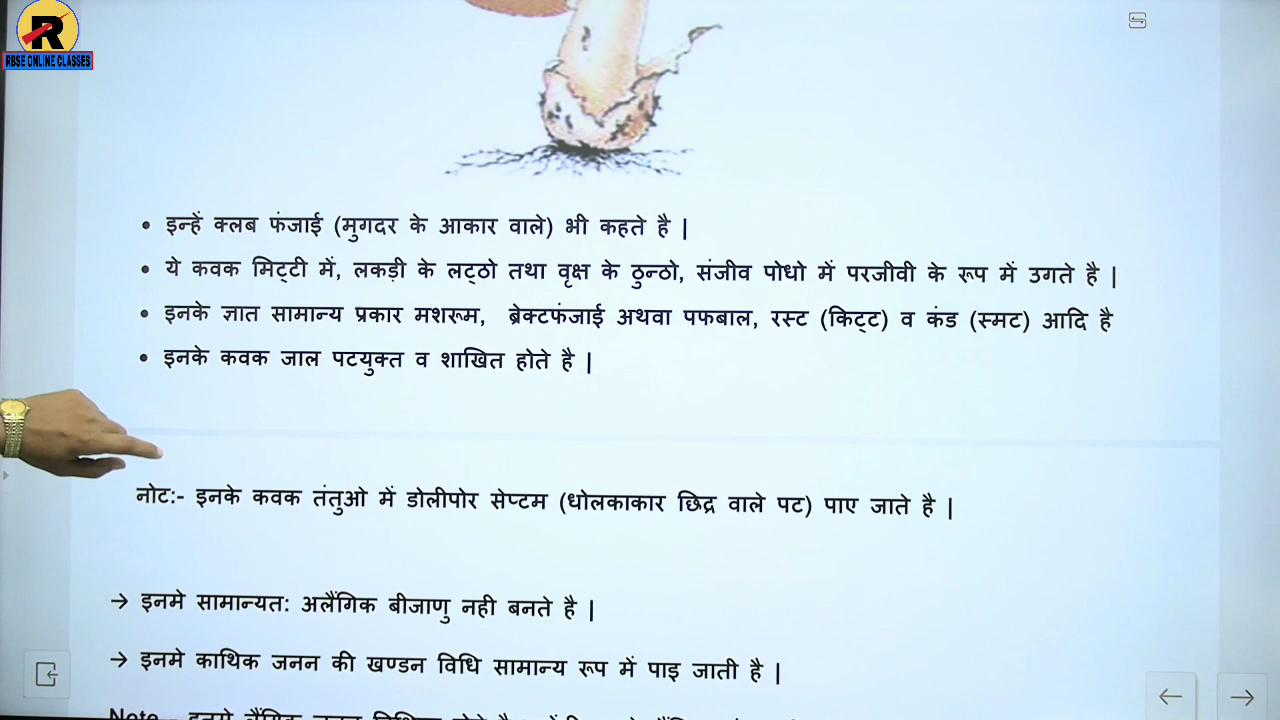 R
RBSE ONLINE CLASSES
• इन्हें क्लब फंजाई (मुगदर के आकार वाले) भी कहते है |
• ये कवक मिट्टी में, लकड़ी के लट्ठो तथा वृक्ष के ठुन्ठो, संजीव पोधो में परजीवी के रूप में उगते है |
• इनके ज्ञात सामान्य प्रकार मशरूम, ब्रेक्टफंजाई अथवा पफबाल, रस्ट (किट्ट) व कंड (स्मट) आदि है
• इनके कवक जाल पटयुक्त व शाखित होते है |
नोट:- इनके कवक तंतुओ में डोलीपोर सेप्टम (धोलकाकार छिद्र वाले पट) पाए जाते है |
→ इनमे सामान्यत: अलैंगिक बीजाणु नही बनते है |
→ इनमे काथिक जनन की खण्डन विधि सामान्य रूप में पाइ जाती है |
Note